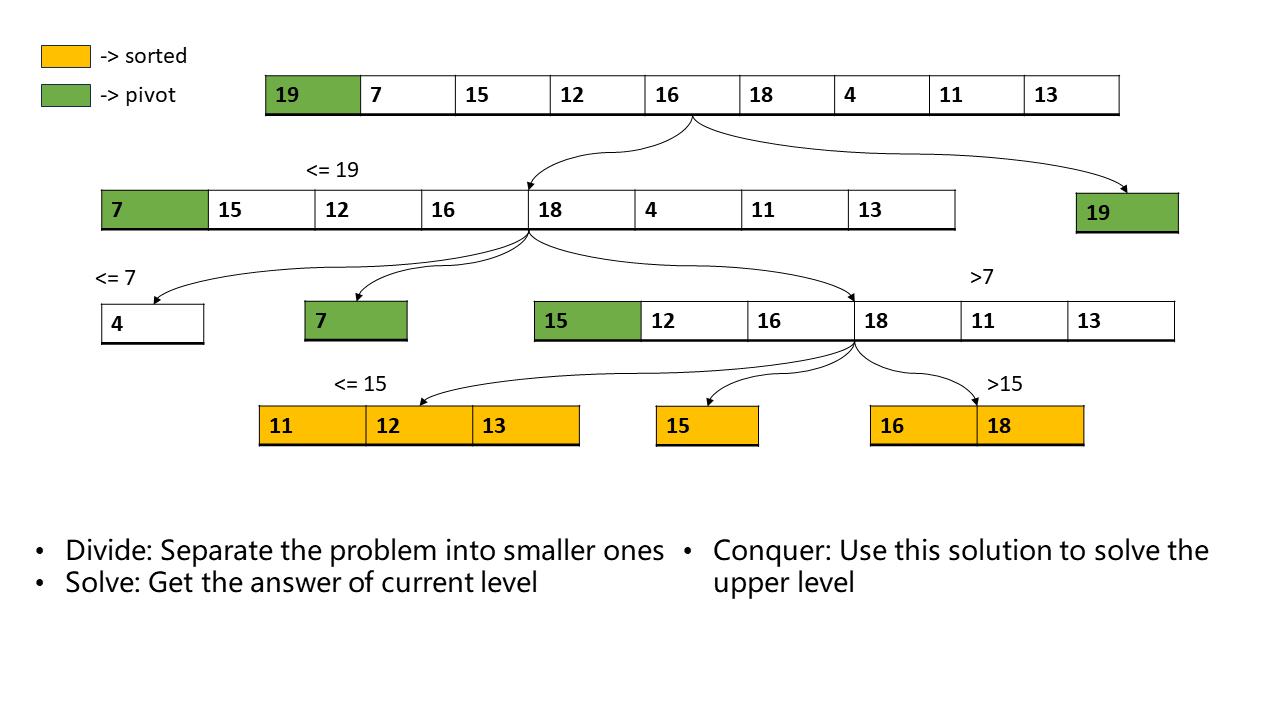 -> sorted
-> pivot
19 7 15 12 16 18 4 11 13
<= 19
7 15 12 16 18 4 11 13
19
<= 7
>7
4
7
15 12 16 18 11 13
<= 15
>15
11 12 13
15
16 18
• Divide: Separate the problem into smaller ones
• Solve: Get the answer of current level
• Conquer: Use this solution to solve the
upper level